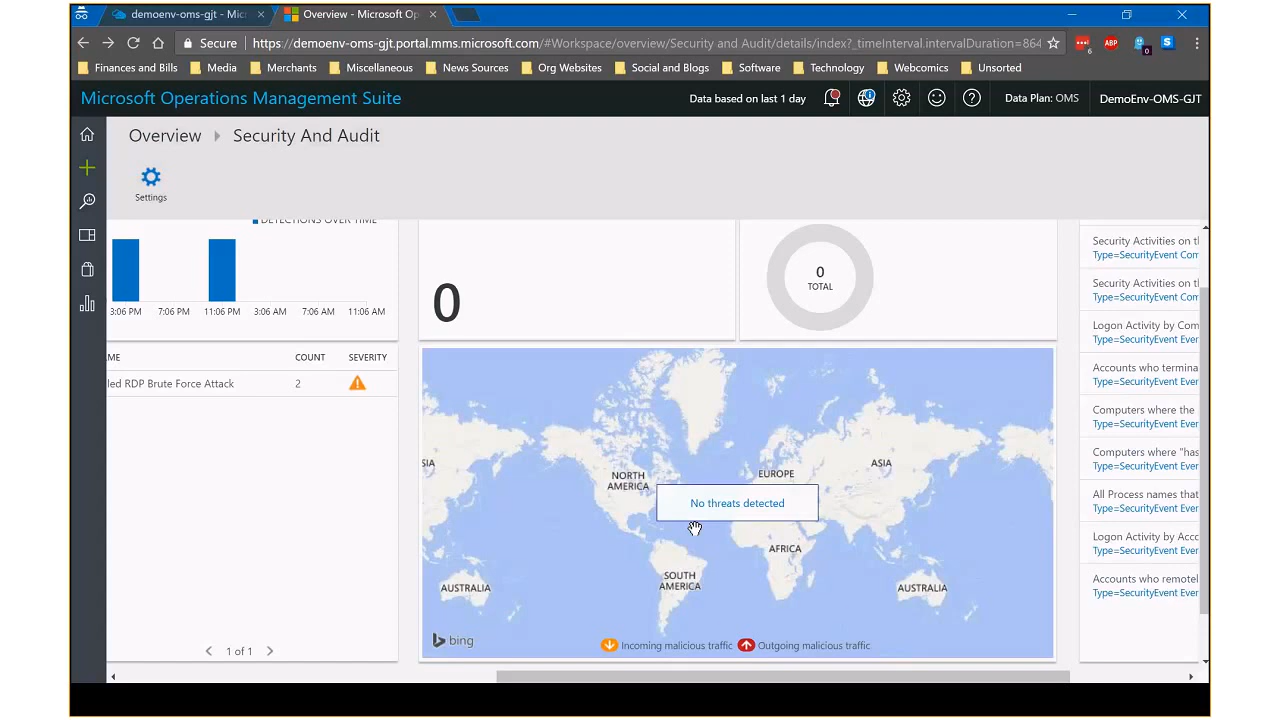 demoenv-oms-gjt - Mic
Overview - Microsoft Op
Secure
https://demoenv-oms-gjt.portal.mms.microsoft.com/#Workspace/overview/Security and Audit/details/index?_timeInterval.intervalDuration=864
ABP
6
0
Finances and Bills
Media
Merchants
Miscellaneous
News Sources
Org Websites
Social and Blogs
Software
Technology
Webcomics
Unsorted
Microsoft Operations Management Suite
Data based on last 1 day
Data Plan: OMS
DemoEnv-OMS-GJT
Overview
Security And Audit
Settings
DETECTIONS OVER TIME
3:06 PM
7:06 PM
11:06 PM
3:06 AM
7:06 AM
11:06 AM
ME
COUNT
SEVERITY
led RDP Brute Force Attack
2
1 of 1
0
0
TOTAL
SIA
NORTH
AMERICA
EUROPE
ASIA
No threats detected
AFRICA
SOUTH
AMERICA
AUSTRALIA
AUSTRALIA
bing
Incoming malicious traffic
Outgoing malicious traffic
Security Activities on t
Type=SecurityEvent Com
Security Activities on t
Type=SecurityEvent Com
Logon Activity by Com
Type=SecurityEvent Ever
Accounts who termina
Type=SecurityEvent Ever
Computers where the
Type=SecurityEvent Ever
Computers where "has
Type=SecurityEvent Ever
All Process names that
Type=SecurityEvent Ever
Logon Activity by Acco
Type=SecurityEvent Ever
Accounts who remotel
Type=SecurityEvent Ever